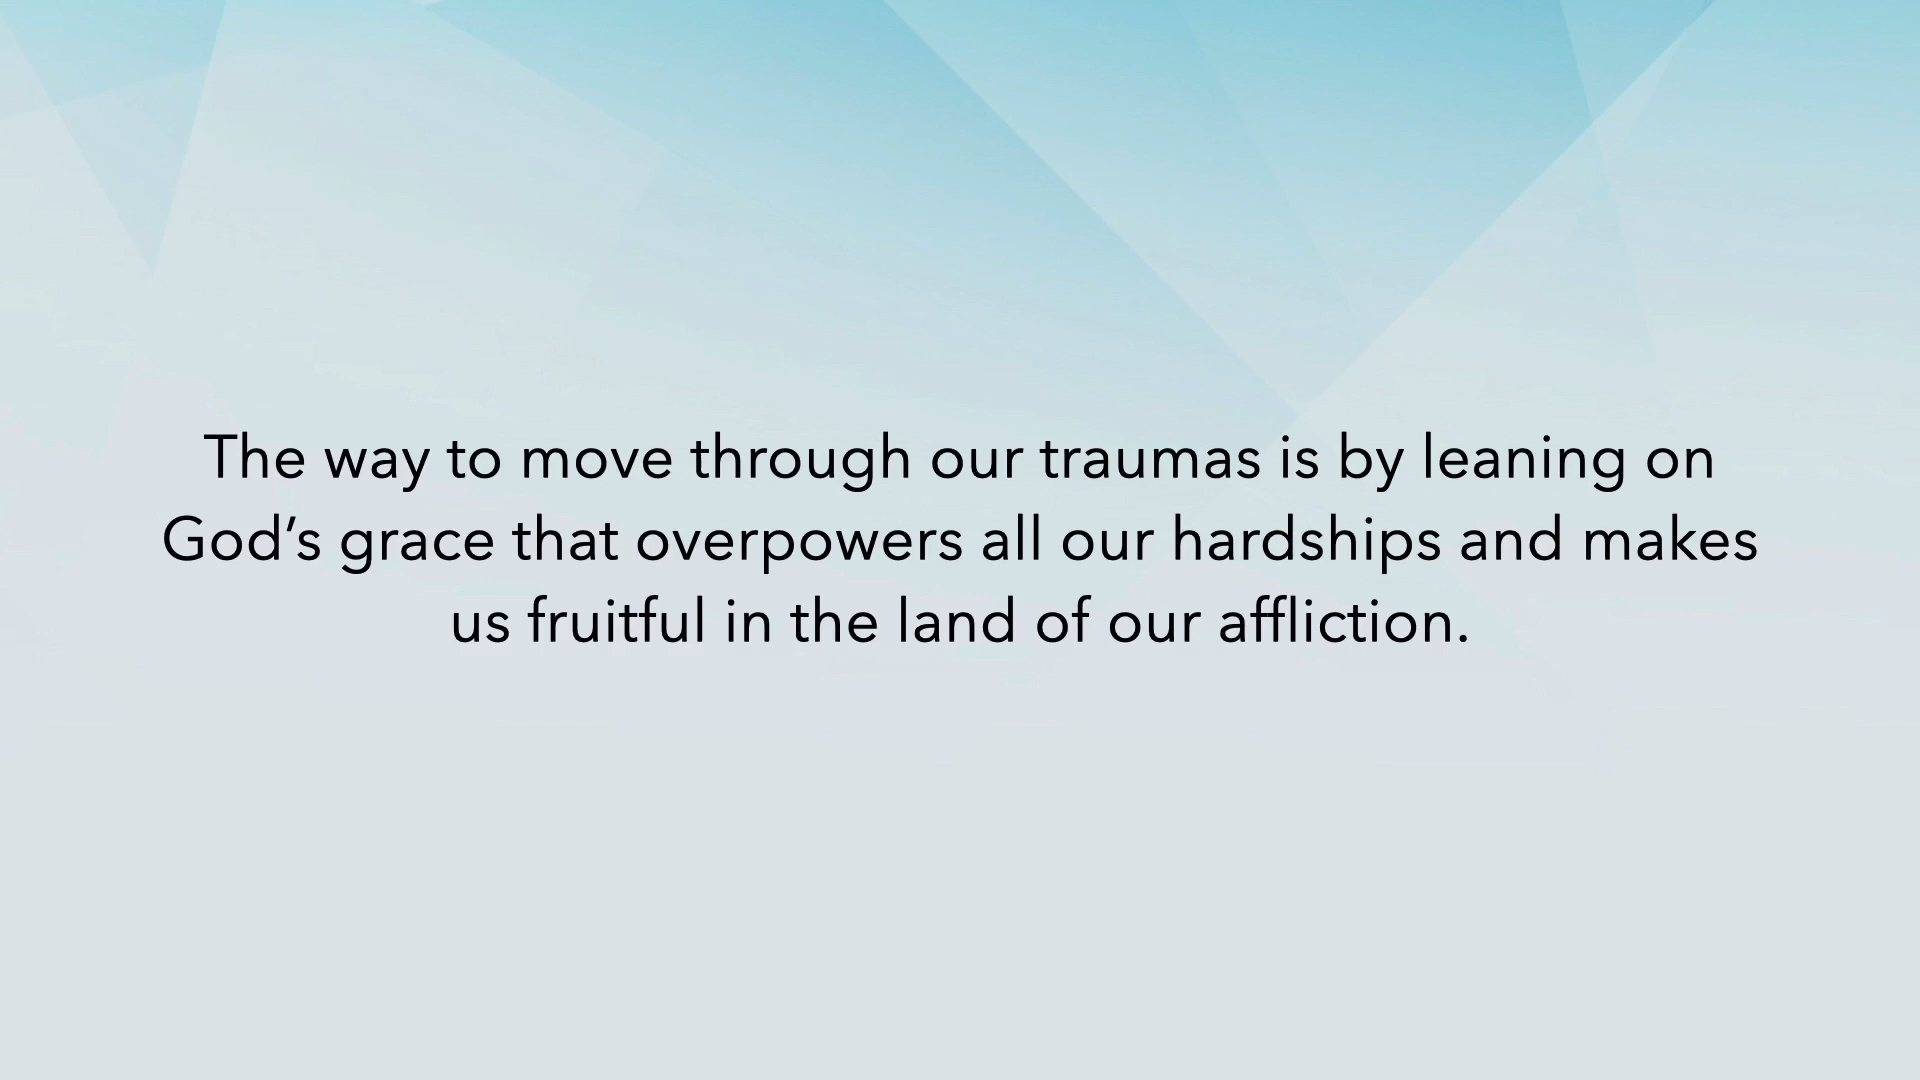 The way to move through our traumas is by leaning on
God’s grace that overpowers all our hardships and makes
us fruitful in the land of our affliction.